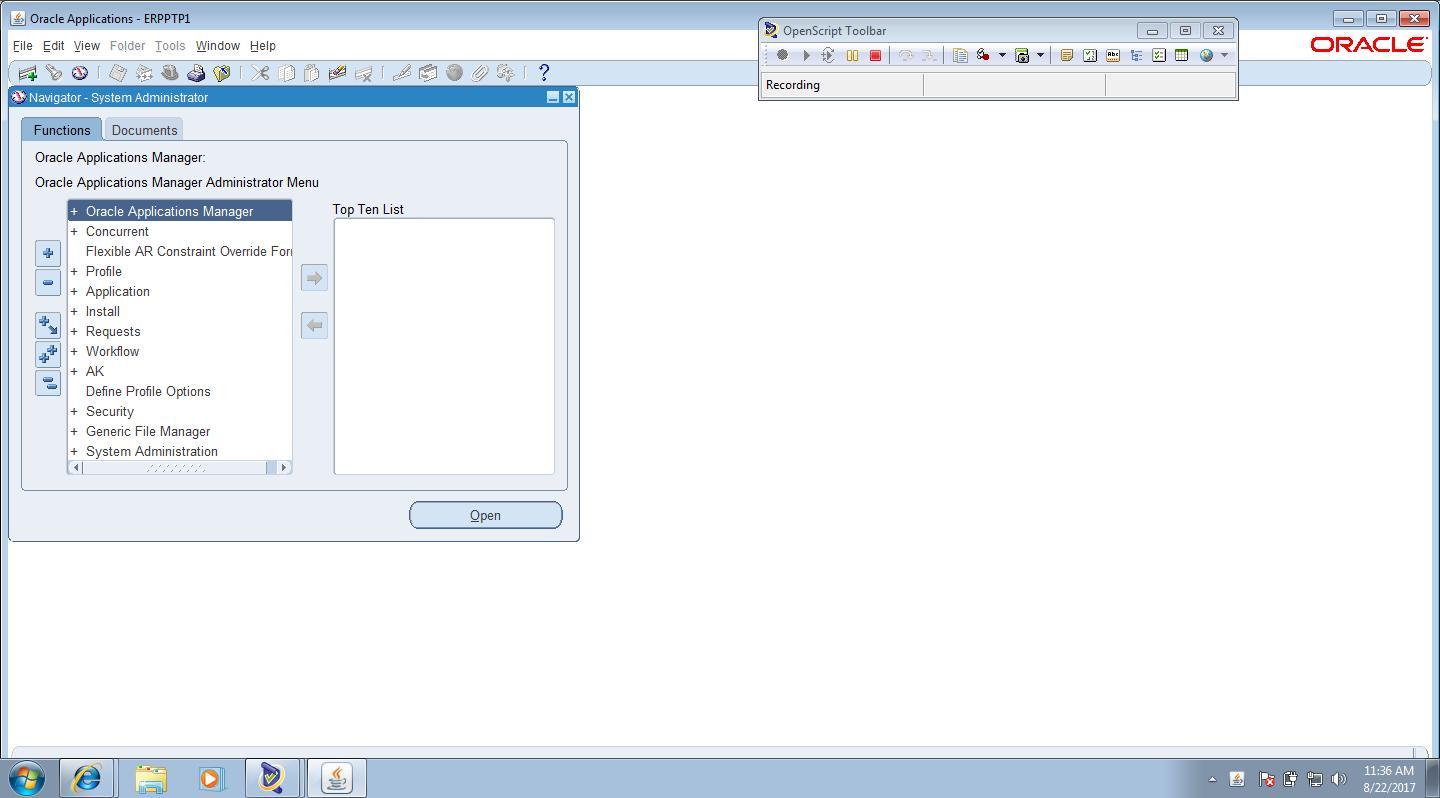 Oracle Applications - ERPPTP1
File Edit View Folder Tools Window Help
ORACLE
OpenScript Toolbar
Recording
Navigator - System Administrator
Functions
Documents
Oracle Applications Manager:
Oracle Applications Manager Administrator Menu
+ Oracle Applications Manager
+ Concurrent
Flexible AR Constraint Override For
+ Profile
+ Application
+ Install
+ Requests
+ Workflow
+ AK
Define Profile Options
+ Security
+ Generic File Manager
+ System Administration
Top Ten List
Open
11:36 AM
8/22/2017